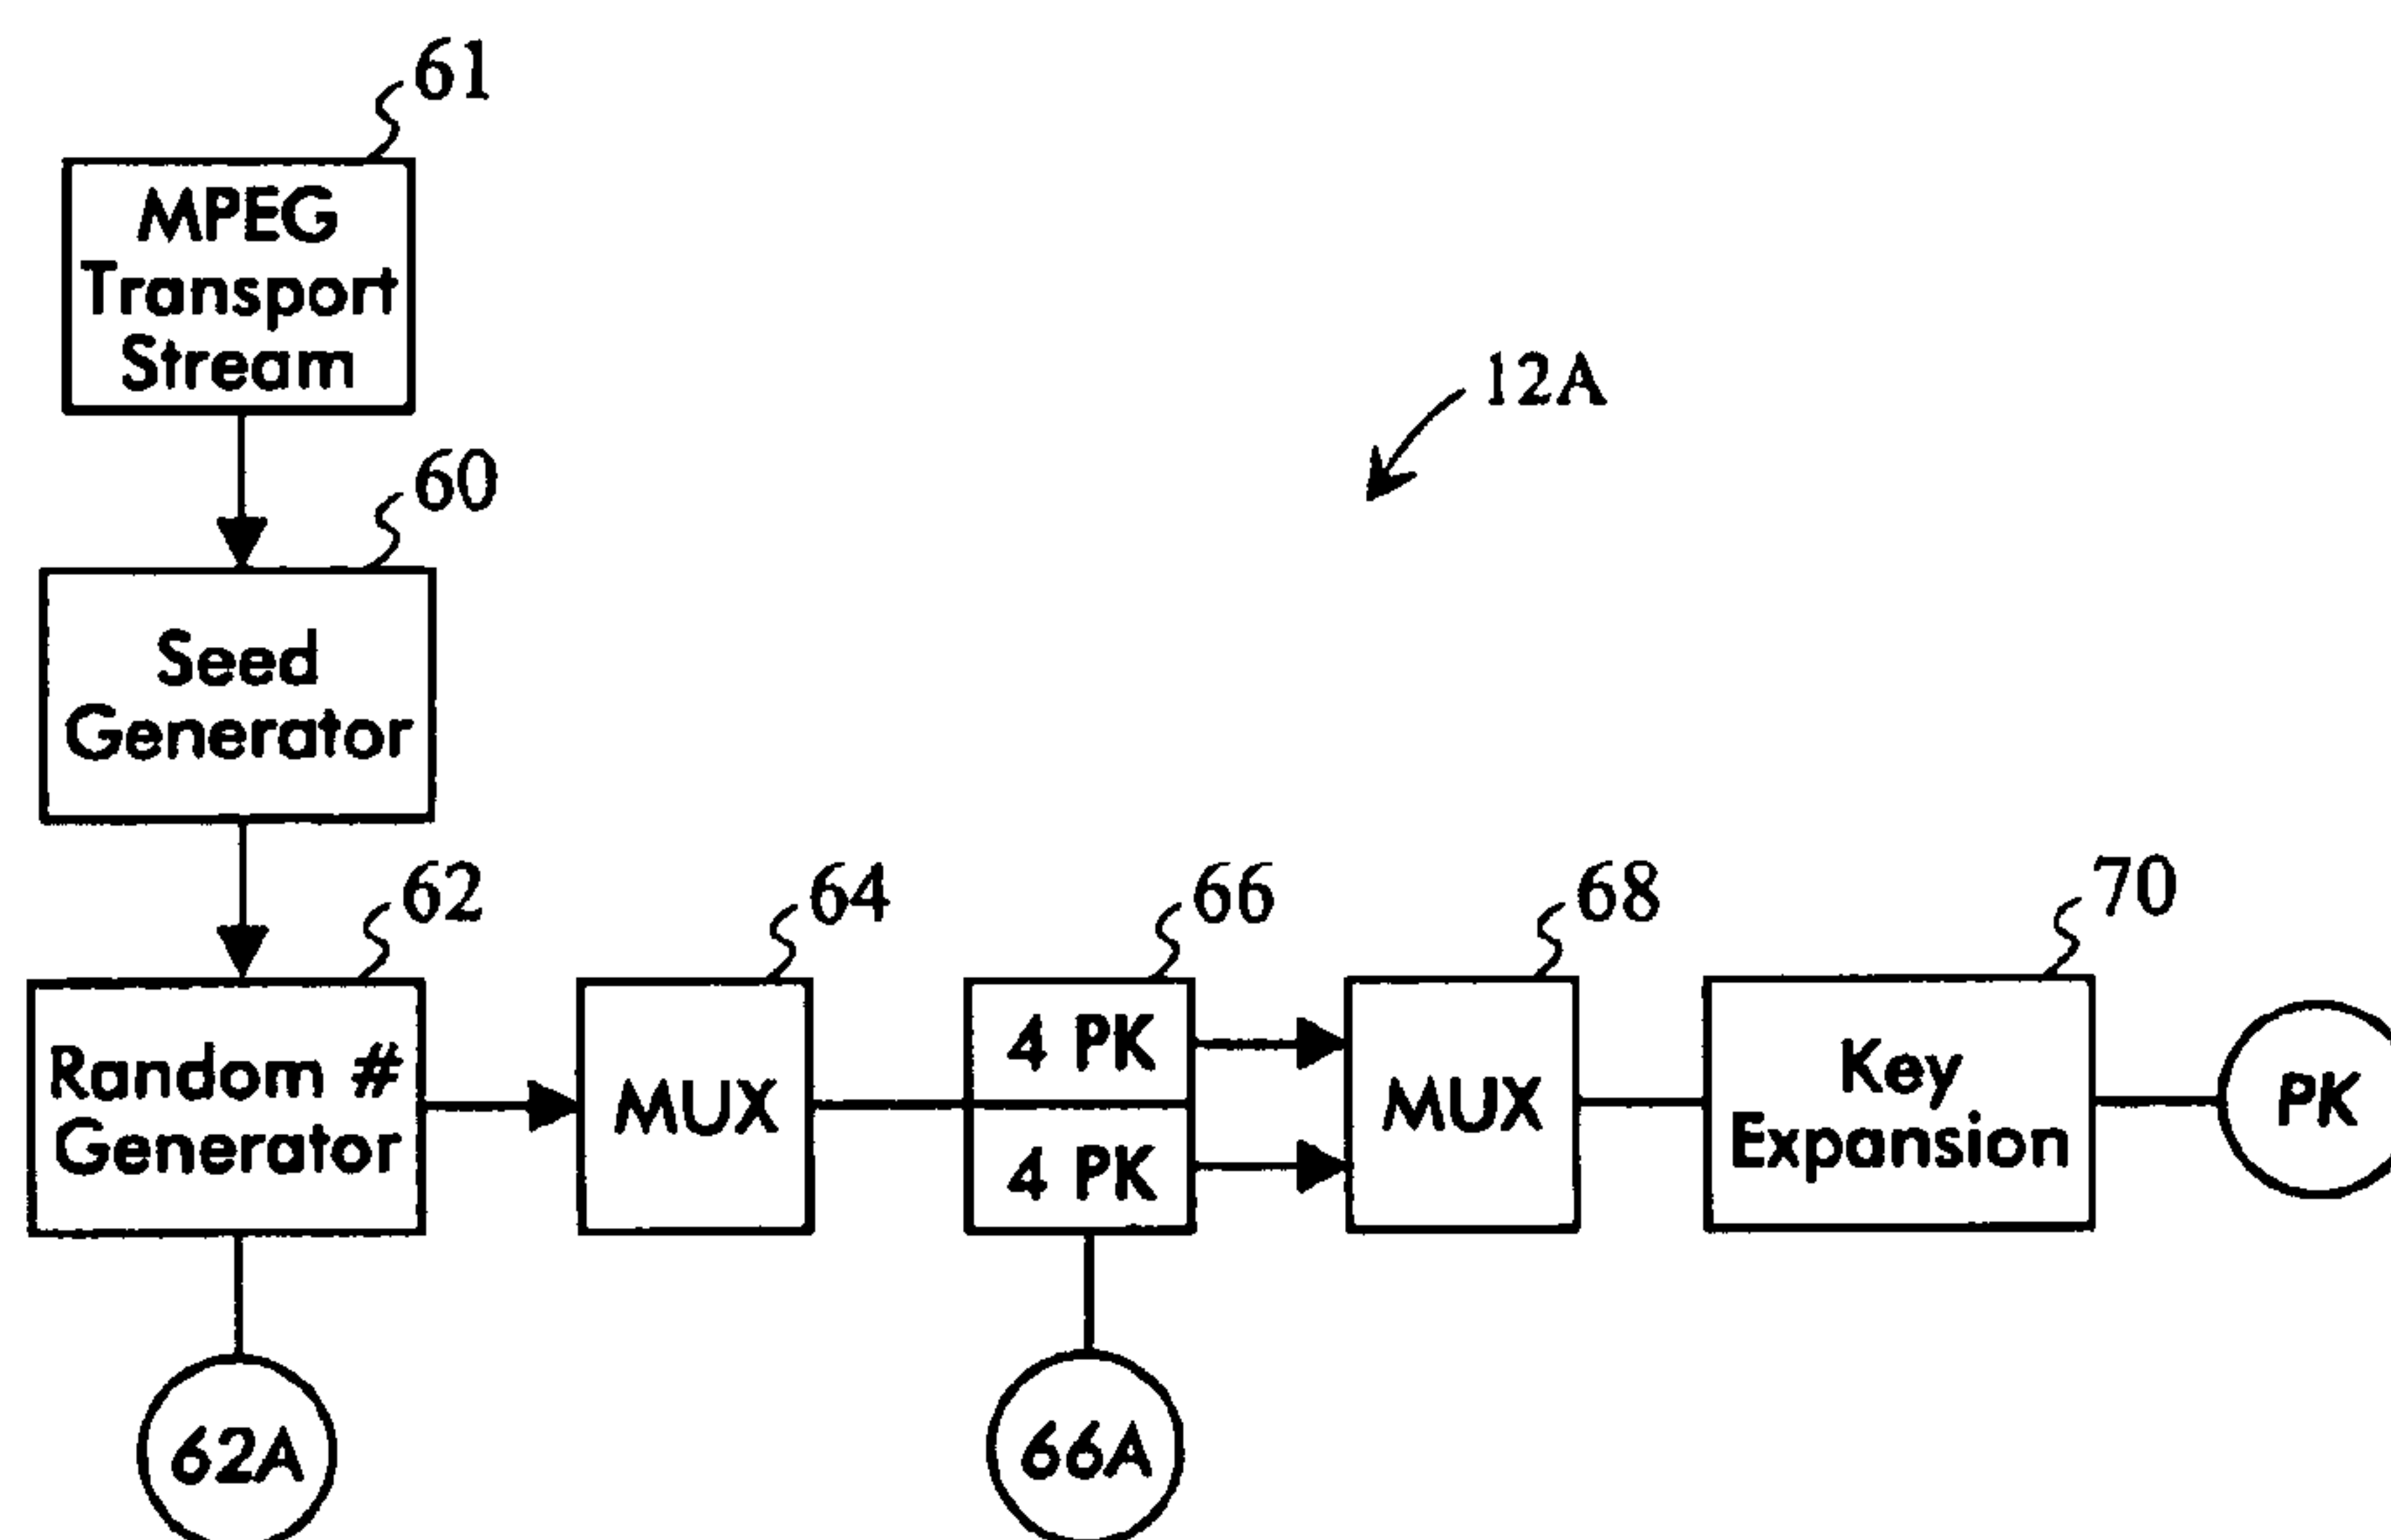 61
MPEG
Transport
Stream
12A
60
Seed
Generator
62
64
66
68
70
Random #
Generator
MUX
4 PK
4 PK
MUX
Key
Expansion
PK
62A
66A